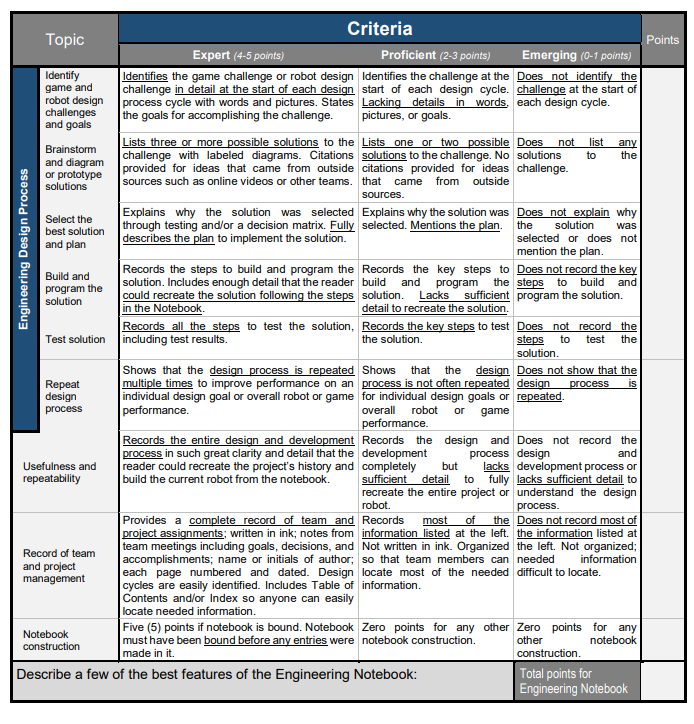 Topic
Criteria
Points
Expert (4-5 points)
Proficient (2-3 points)
Emerging (0-1 points)
Engineering Design Process
Identify
game and
robot design
challenges
and goals
Identifies the game challenge or robot design
challenge in detail at the start of each design
process cycle with words and pictures. States
the goals for accomplishing the challenge.
Identifies the challenge at the
start of each design cycle.
Lacking details in words,
pictures, or goals.
Does not identify the
challenge at the start of
each design cycle.
Brainstorm
and diagram
or prototype
solutions
Lists three or more possible solutions to the
challenge with labeled diagrams. Citations
provided for ideas that came from outside
sources such as online videos or other teams.
Lists one or two possible
solutions to the challenge. No
citations provided for ideas
that came from outside
sources.
Does not list any
solutions to the
challenge.
Select the
best solution
and plan
Explains why the solution was selected
through testing and/or a decision matrix. Fully
describes the plan to implement the solution.
Explains why the solution was
selected. Mentions the plan.
Does not explain why
the solution was
selected or does not
mention the plan.
Build and
program the
solution
Records the steps to build and program the
solution. Includes enough detail that the reader
could recreate the solution following the steps
in the Notebook.
Records the key steps to
build and program the
solution. Lacks sufficient
detail to recreate the solution.
Does not record the key
steps to build and
program the solution.
Test solution
Records all the steps to test the solution,
including test results.
Records the key steps to test
the solution.
Does not record the
steps to test the
solution.
Repeat
design
process
Shows that the design process is repeated
multiple times to improve performance on an
individual design goal or overall robot or game
performance.
Shows that the design
process is not often repeated
for individual design goals or
overall robot or game
performance.
Does not show that the
design process is
repeated.
Usefulness and
repeatability
Records the entire design and development
process in such great clarity and detail that the
reader could recreate the project's history and
build the current robot from the notebook.
Records the design and
development process
completely but lacks
sufficient detail to fully
recreate the entire project or
robot.
Does not record the
design and
development process or
lacks sufficient detail to
understand the design
process.
Record of team
and project
management
Provides a complete record of team and
project assignments; written in ink; notes from
team meetings including goals, decisions, and
accomplishments; name or initials of author;
each page numbered and dated. Design
cycles are easily identified. Includes Table of
Contents and/or Index so anyone can easily
locate needed information.
Records most of the
information listed at the left.
Not written in ink. Organized
so that team members can
locate most of the needed
information.
Does not record most of
the information listed at
the left. Not organized;
needed information
difficult to locate.
Notebook
construction
Five (5) points if notebook is bound. Notebook
must have been bound before any entries were
made in it.
Zero points for any other
notebook construction.
Zero points for any
other notebook
construction.
Describe a few of the best features of the Engineering Notebook:
Total points for
Engineering Notebook